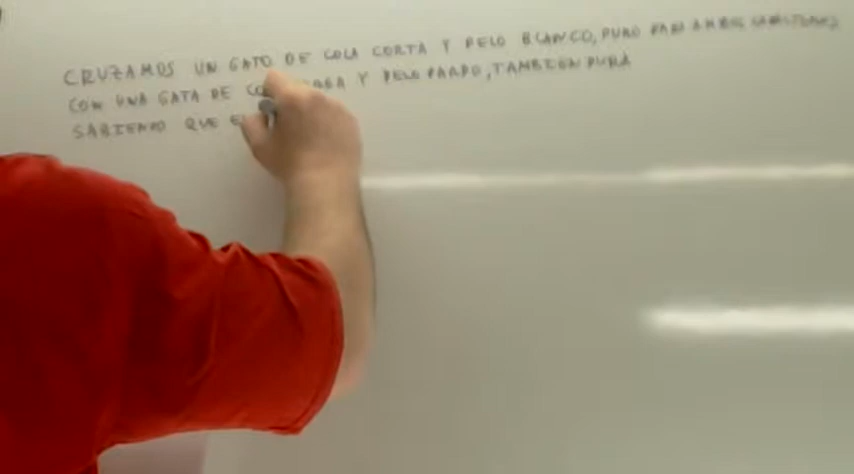 CRUZAMOS UN GATO DE COLA CORTA Y PELO BLANCO, PURO PARA AMBOS CARACTERES
CON UNA GATA DE Y PELO PARDO, TAMBIÉN PURA
SABIENDO QUE